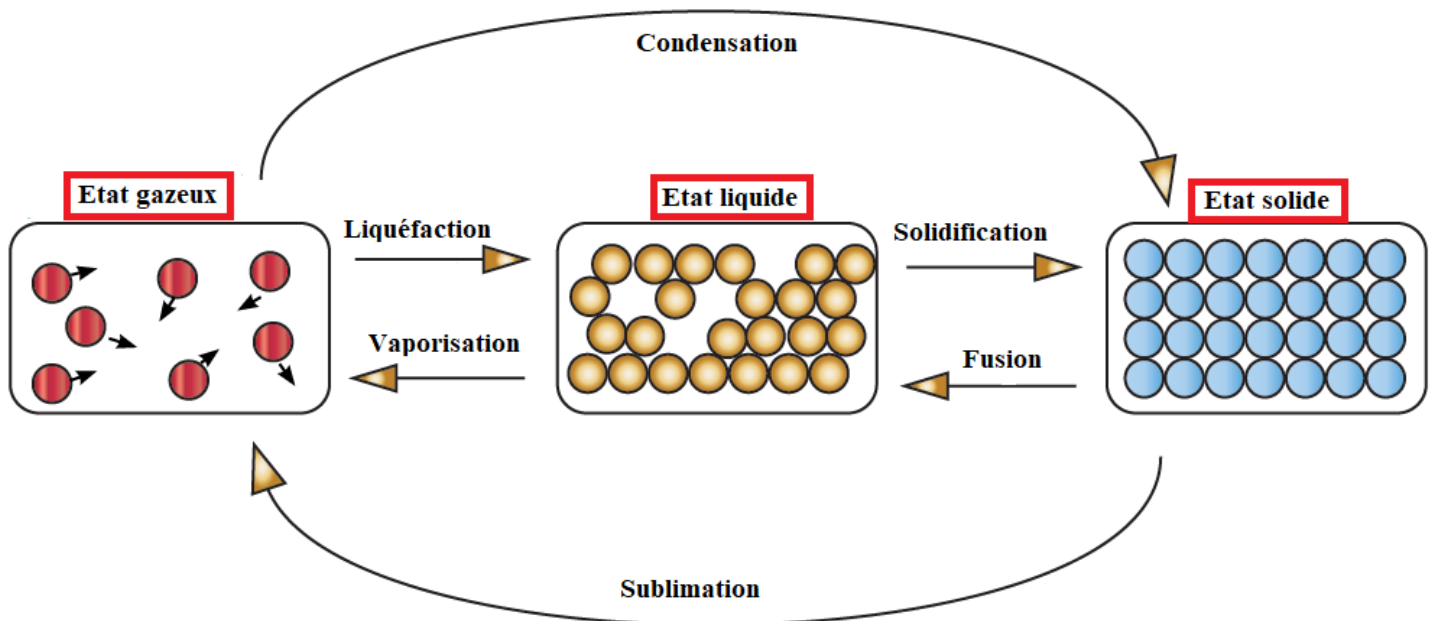 Condensation
Etat gazeux
Etat liquide
Etat solide
Liquéfaction
Solidification
Vaporisation
Fusion
Sublimation